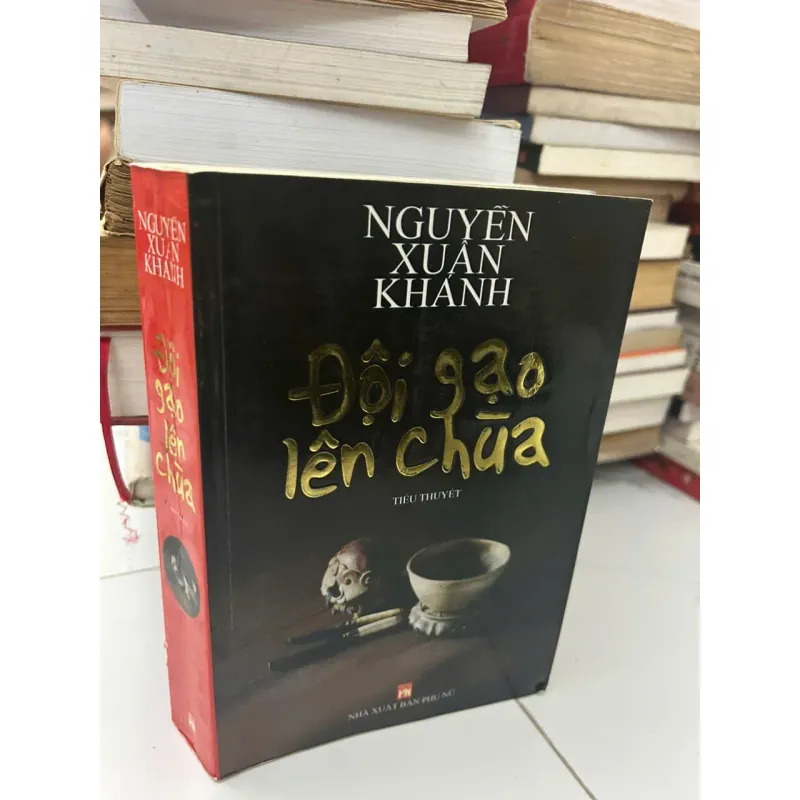 NGUYỄN
XUÂN
KHÁNH
Đội gạo
lên chùa
TIỂU THUYẾT
NHÀ XUẤT BẢN PHỤ NỮ
NGUYỄN
XUÂN
KHÁNH
Đội
gạo
lên
chùa
PN